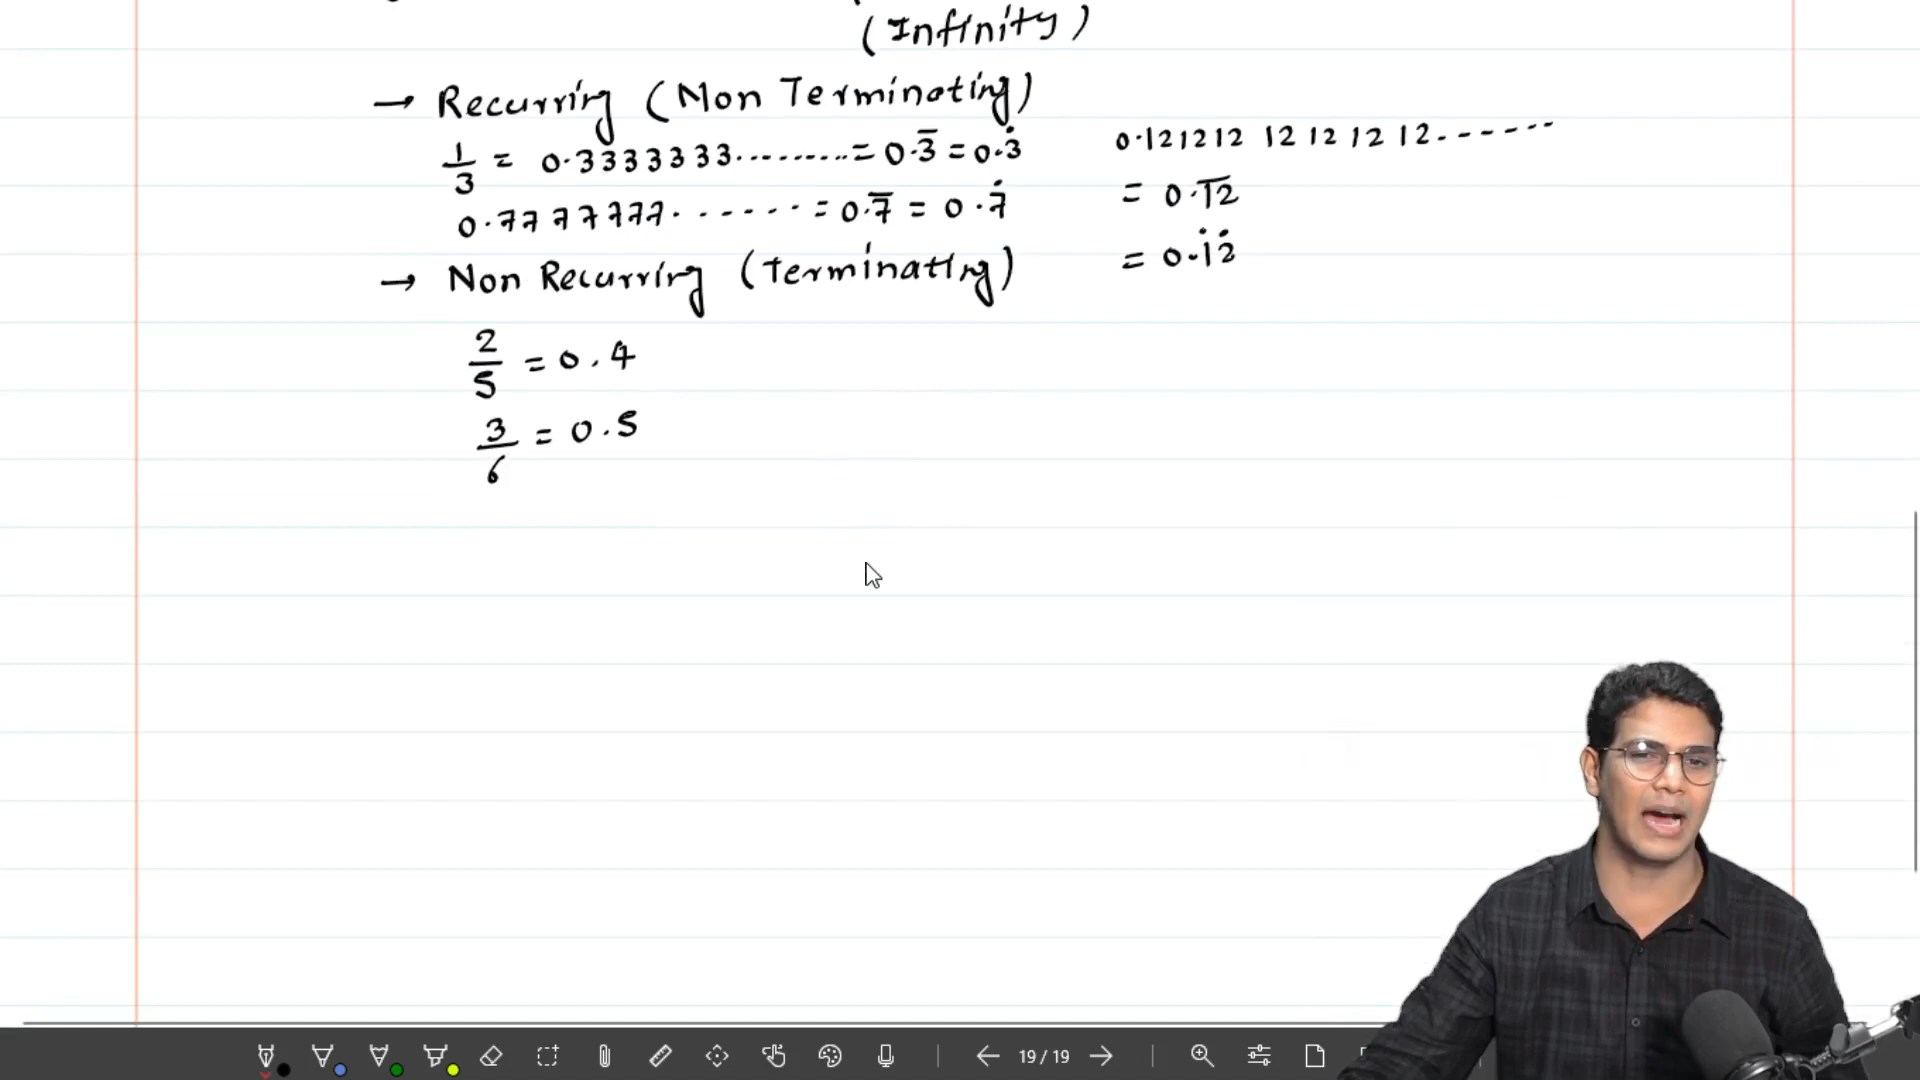 (Infinity)
→ Recurring (Non Terminating)
1/3 = 0.3333333......... = 0.3̅ = 0.3̇
0.7777777. ...... = 0.7̅ = 0.7̇
0.121212 12 12 12 12.------
= 0.1̅2̅
= 0.1̇2̇
→ Non Recurring (Terminating)
2/5 = 0.4
3/6 = 0.5
19 / 19